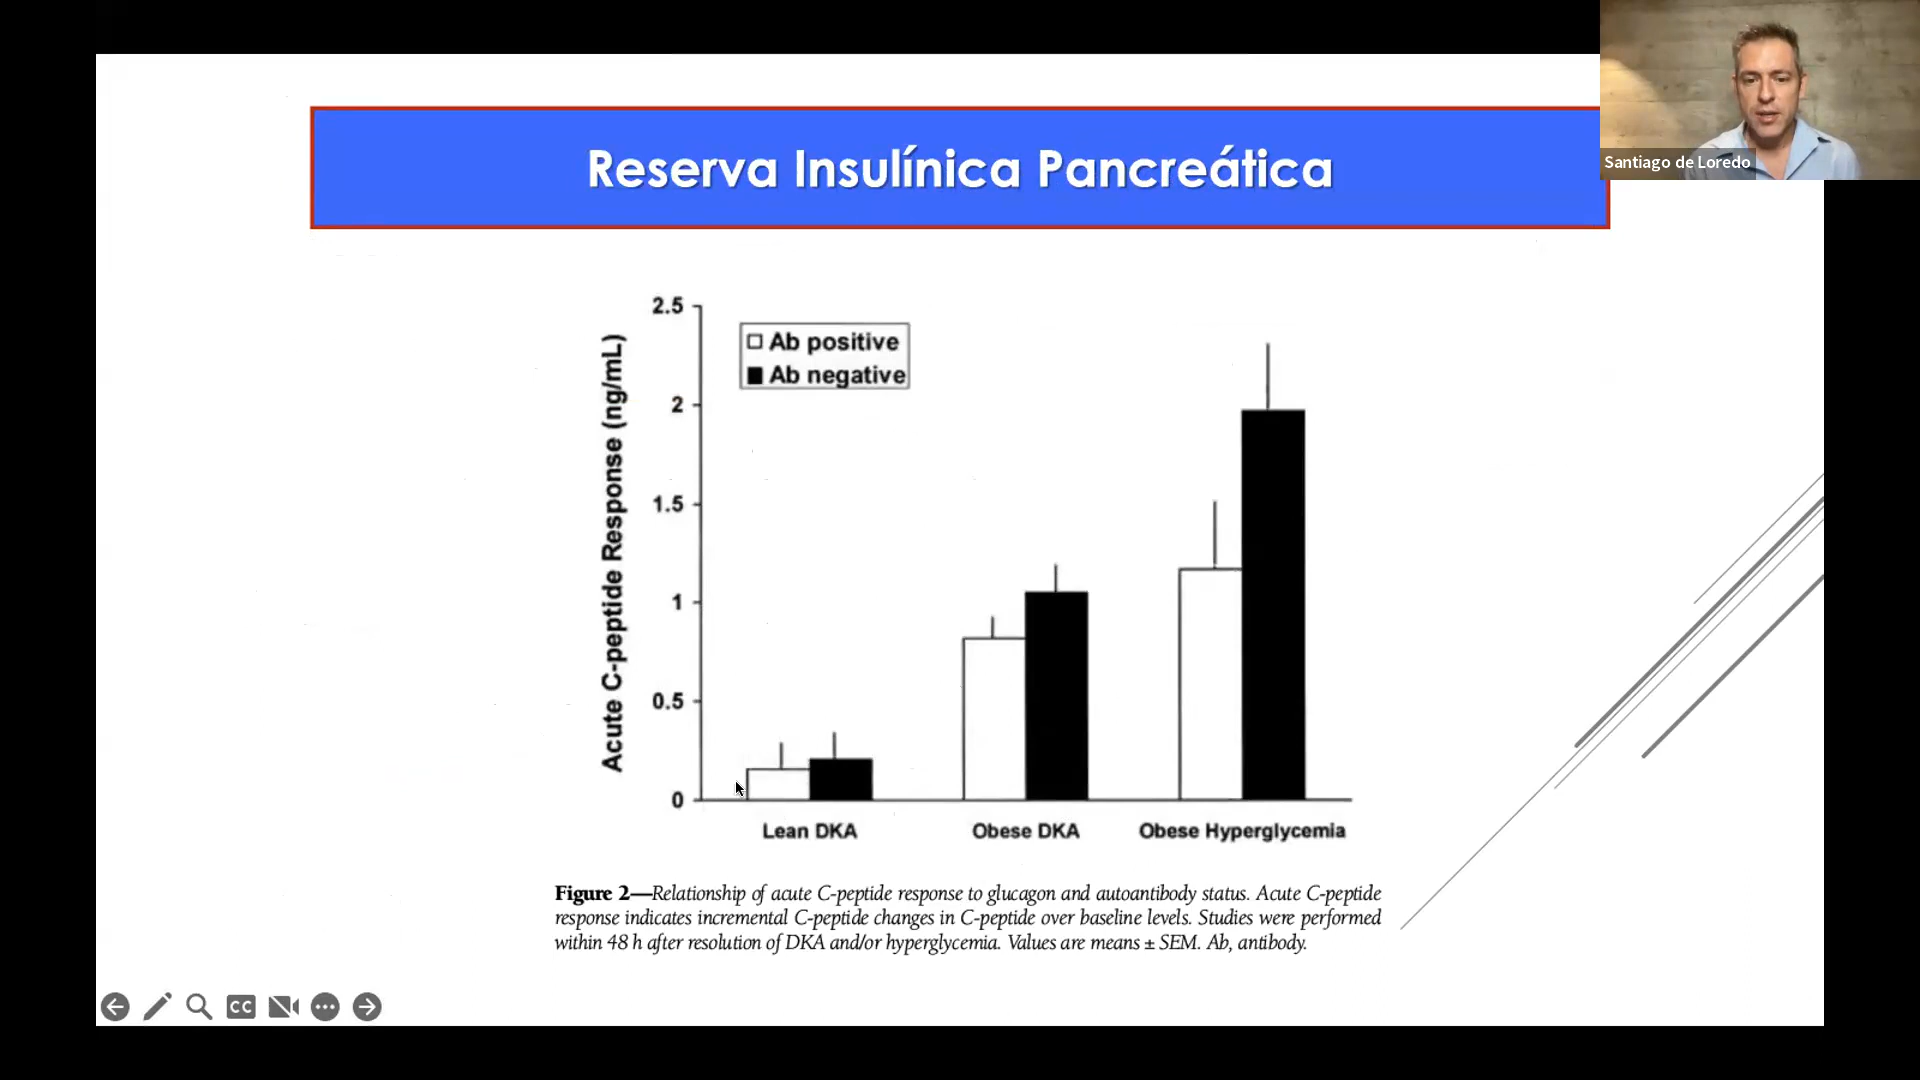 Santiago de Loredo
Reserva Insulínica Pancreática
2.5
2
1.5
1
0.5
0
Acute C-peptide Response (ng/mL)
Ab positive
Ab negative
Lean DKA
Obese DKA
Obese Hyperglycemia
Figure 2—Relationship of acute C-peptide response to glucagon and autoantibody status. Acute C-peptide
response indicates incremental C-peptide changes in C-peptide over baseline levels. Studies were performed
within 48 h after resolution of DKA and/or hyperglycemia. Values are means ± SEM. Ab, antibody.
CC